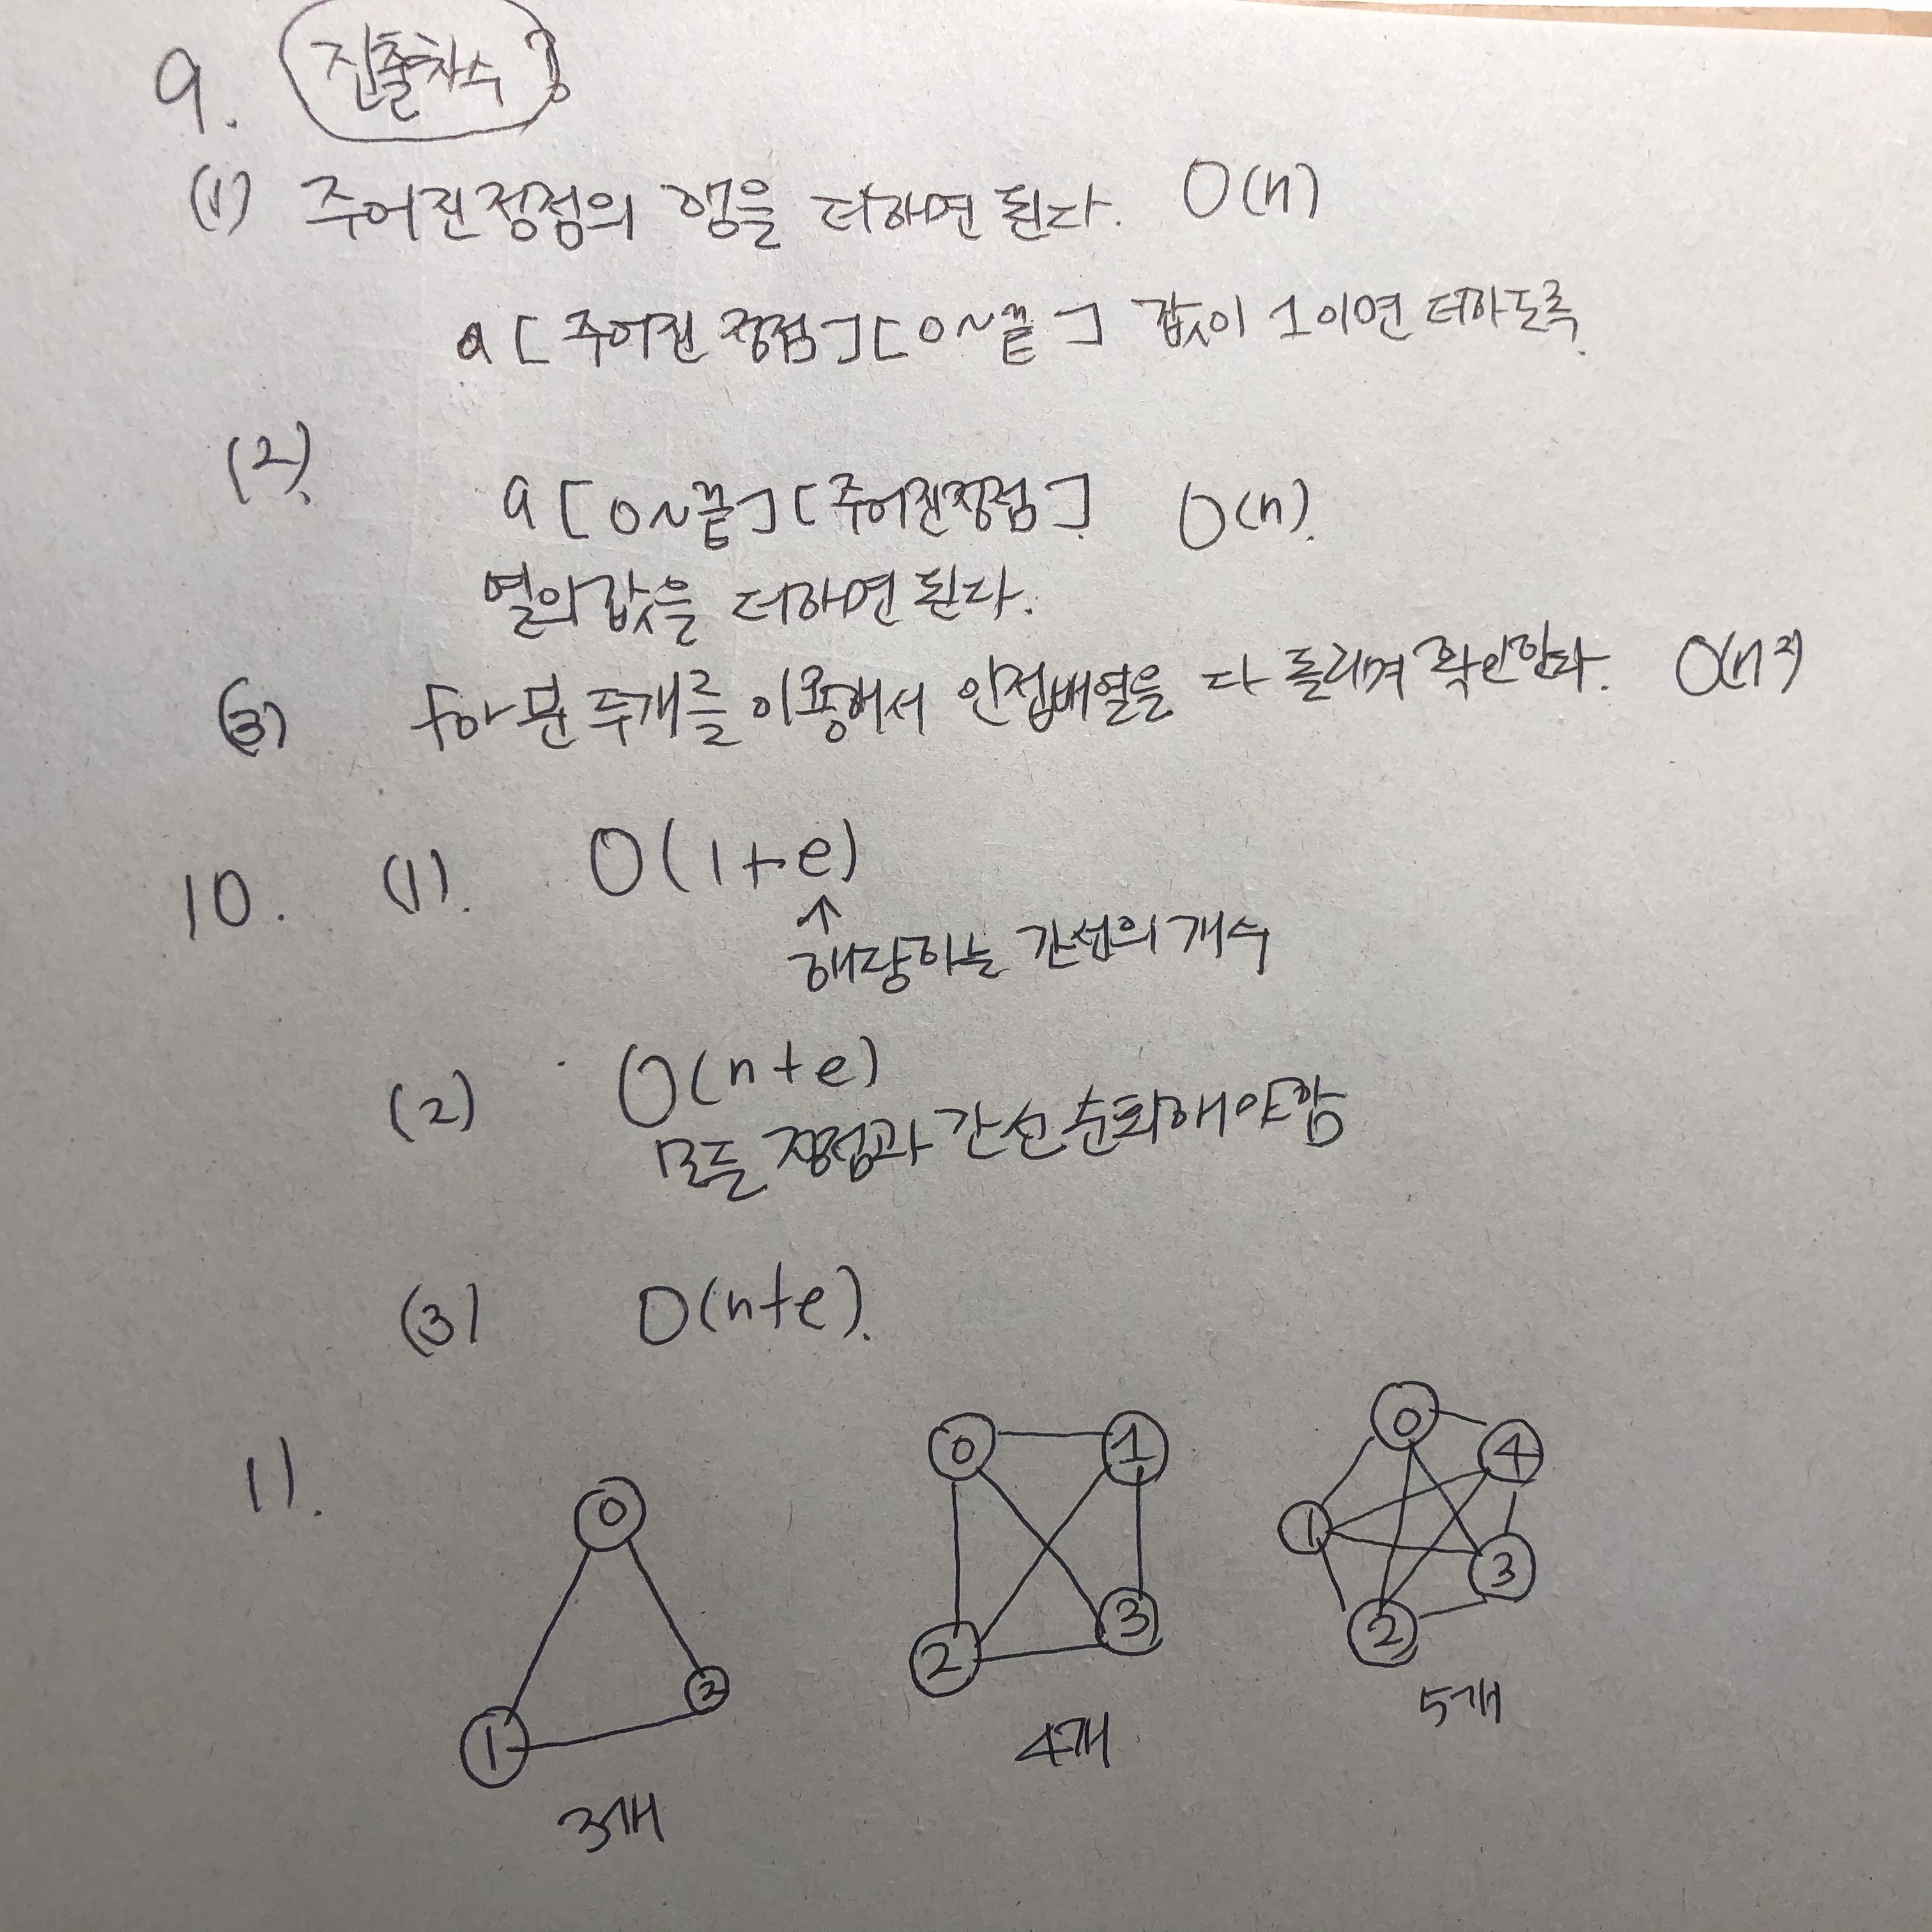 9. 진출차수?
(1) 주어진 정점의 행을 더하면 된다. O(n)
a [ 주어진 정점 ] [ 0 ~ 끝 ] 값이 1이면 더하도록.
(2).
a [ 0 ~ 끝 ] [ 주어진 정점 ]. O(n).
열의 값을 더하면 된다.
(3) for문 두개를 이용해서 인접배열을 다 돌리며 확인한다. O(n²)
10. (1). O(1+e)
↑
해당하는 간선의 개수
(2) O(n+e)
모든 정점과 간선 순회해야함
(3) O(n+e).
11.
0 1 2
3개
0 1 2 3
4개
0 4 1 3 2
5개